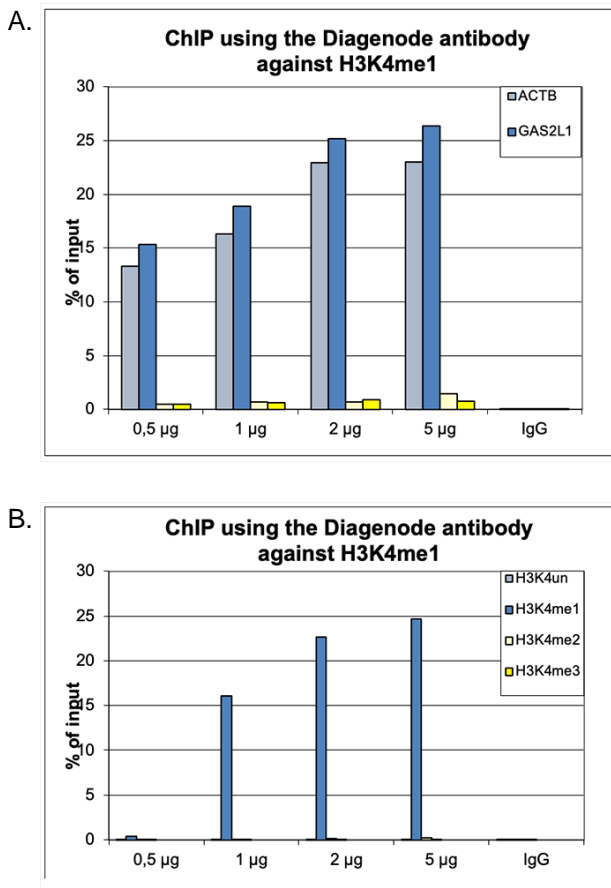 A.
ChIP using the Diagenode antibody
against H3K4me1
30
25
20
15
10
5
0
% of input
ACTB
GAS2L1
0,5 µg 1 µg 2 µg 5 µg IgG
B.
ChIP using the Diagenode antibody
against H3K4me1
30
25
20
15
10
5
0
% of input
H3K4un
H3K4me1
H3K4me2
H3K4me3
0,5 µg 1 µg 2 µg 5 µg IgG